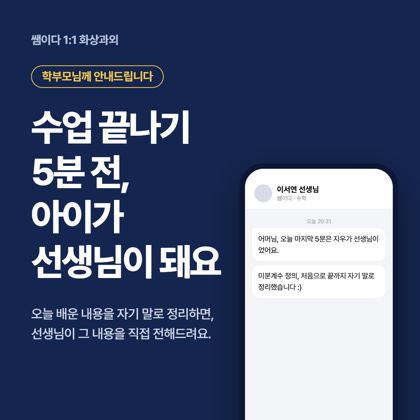 쌤이다 1:1 화상과외
학부모님께 안내드립니다
수업 끝나기
5분 전,
아이가
선생님이 돼요
오늘 배운 내용을 자기 말로 정리하면,
선생님이 그 내용을 직접 전해드려요.
이서연 선생님
쌤이다 · 수학
오늘 20:31
어머님, 오늘 마지막 5분은 지우가 선생님이
었어요.
미분계수 정의, 처음으로 끝까지 자기 말로
정리했습니다 :)